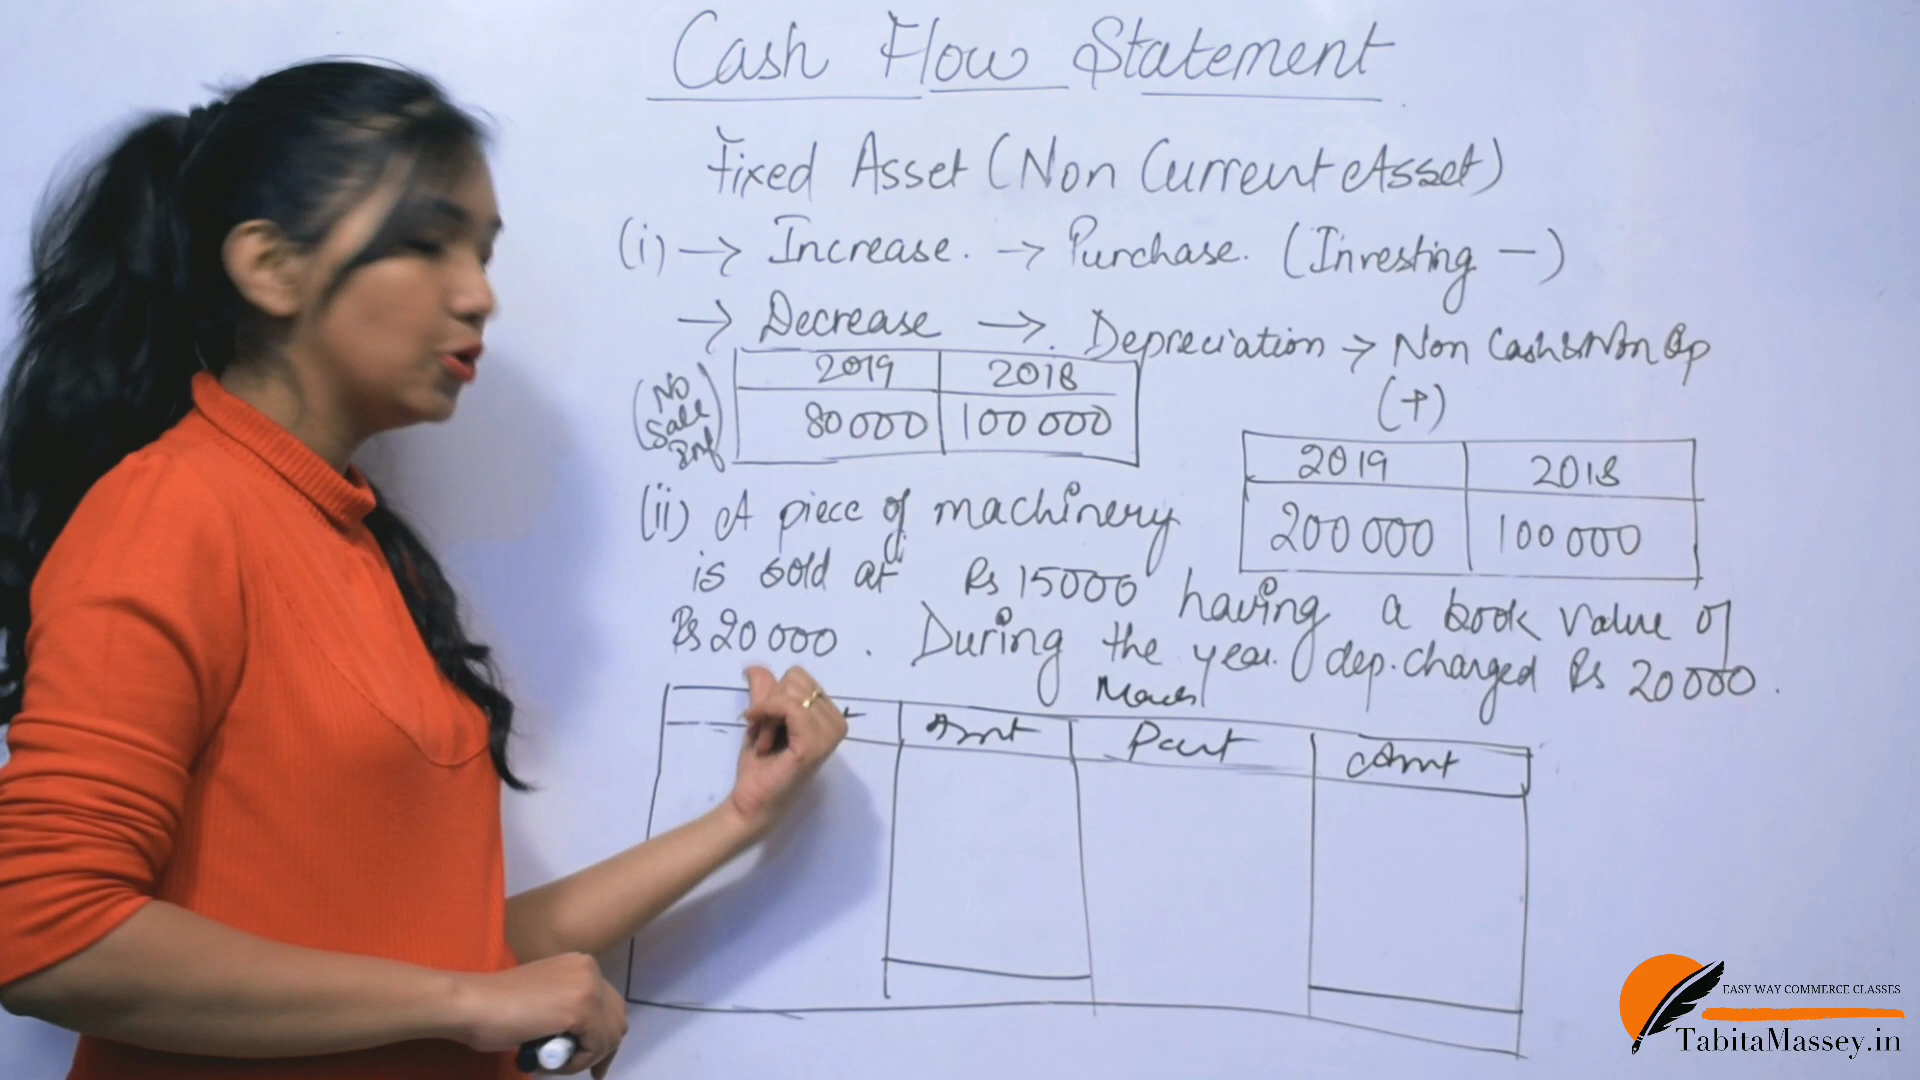 Cash Flow Statement
Fixed Asset (Non Current Asset)
(i) → Increase. → Purchase. (Investing -)
→ Decrease → Depreciation → Non Cash & Non Op
(+)
(No
Sale
Inf
2019 2018
80000 100000
2019 2018
200000 100000
(ii) A piece of machinery
is sold at Rs 15000 having a book value of
Rs 20000. During the year dep. charged Rs 20000.
Mach
Amt Part Amt
EASY WAY COMMERCE CLASSES
TabitaMassey.in